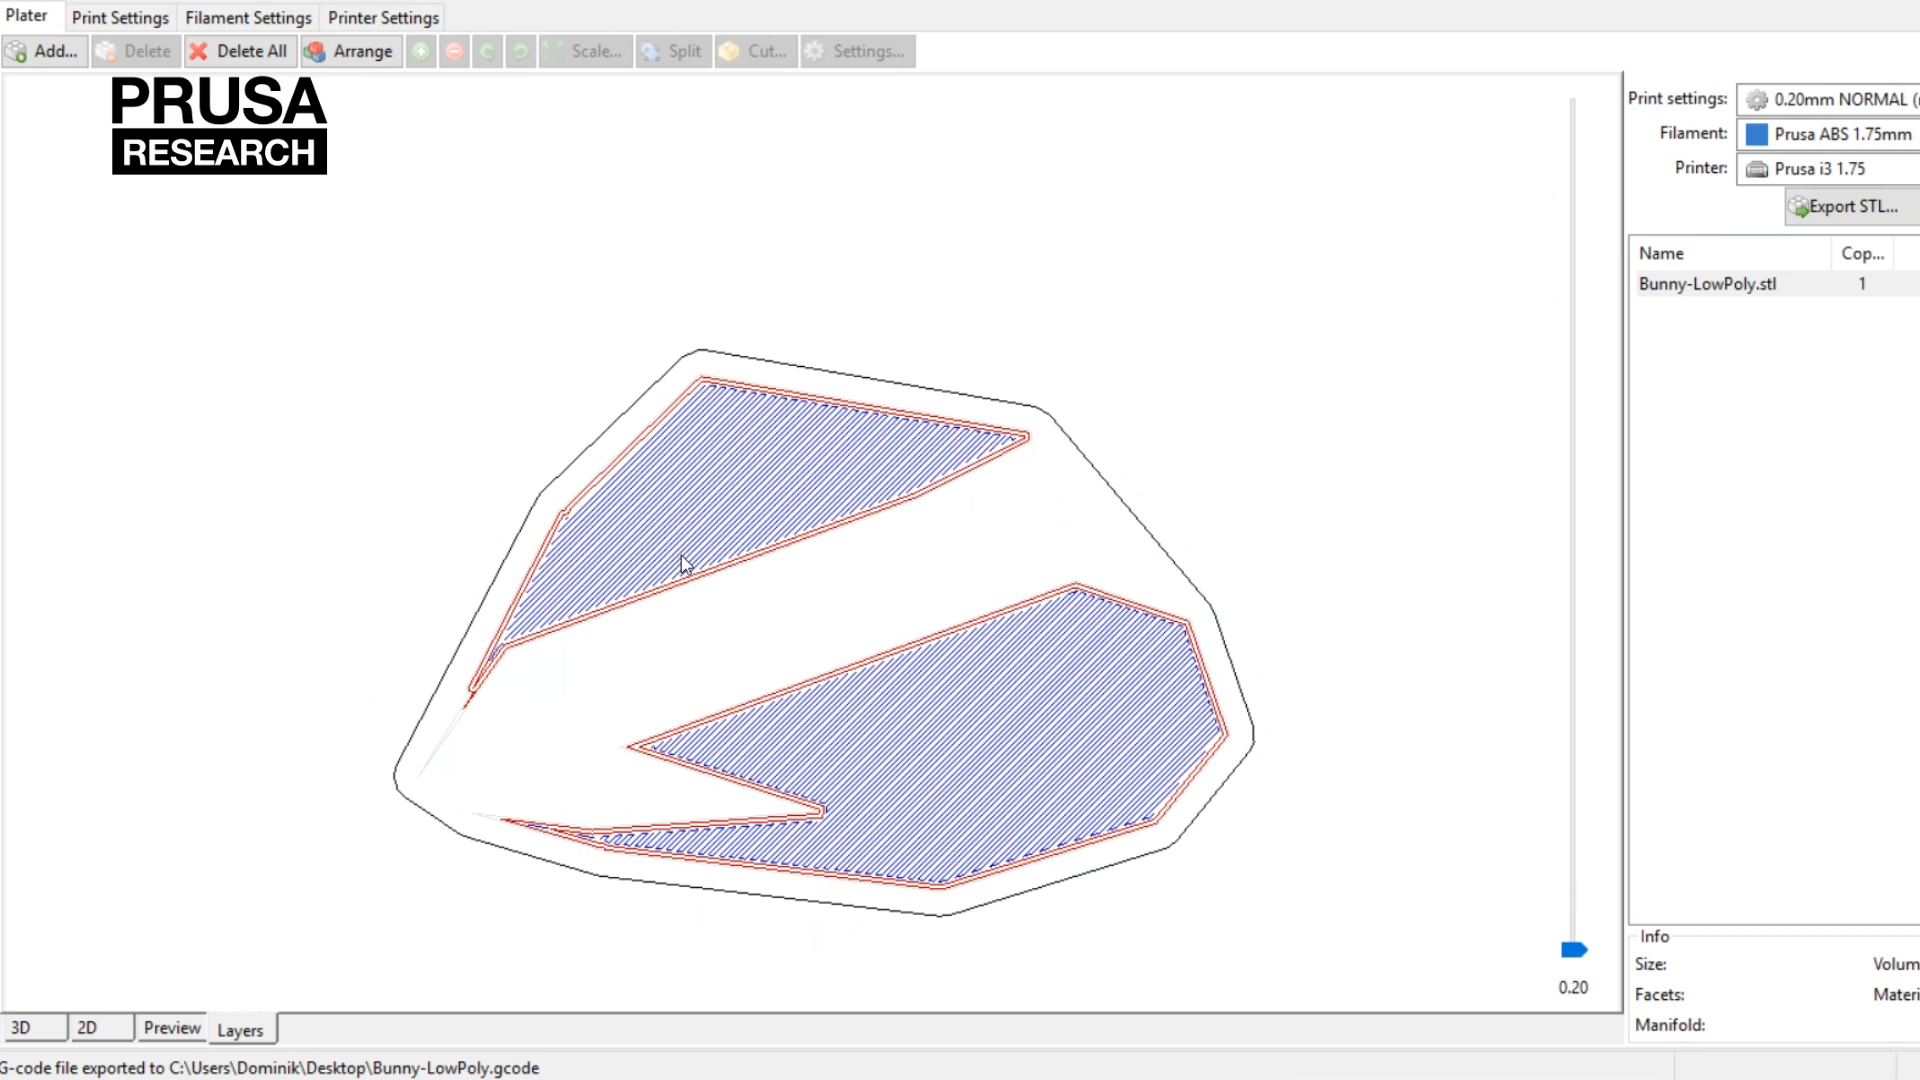 Plater Print Settings Filament Settings Printer Settings
Add... Delete Delete All Arrange Scale... Split Cut... Settings...
PRUSA
RESEARCH
Print settings: 0.20mm NORMAL (
Filament: Prusa ABS 1.75mm
Printer: Prusa i3 1.75
Export STL...
Name Cop...
Bunny-LowPoly.stl 1
0.20
Info
Size: Volum
Facets: Materi
Manifold:
3D 2D Preview Layers
G-code file exported to C:\Users\Dominik\Desktop\Bunny-LowPoly.gcode